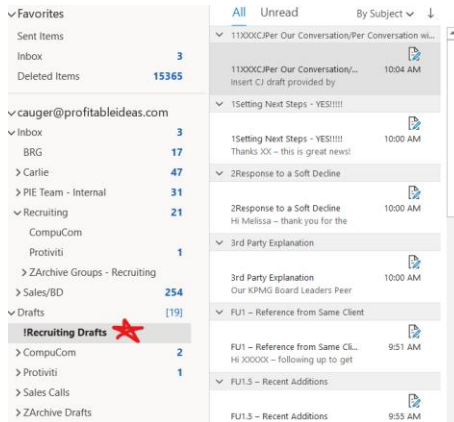 Favorites
Sent Items
Inbox 3
Deleted Items 15365
cauger@profitableideas.com
Inbox 3
BRG 17
Carlie 47
PIE Team - Internal 31
Recruiting 21
CompuCom
Protiviti 1
ZArchive Groups - Recruiting
Sales/BD 254
Drafts [19]
!Recruiting Drafts
CompuCom 2
Protiviti 1
Sales Calls
ZArchive Drafts
All Unread By Subject
11XXXCJPer Our Conversation/Per Conversation wi...
11XXXCJPer Our Conversation/... 10:04 AM
Insert CJ draft provided by
1Setting Next Steps - YES!!!!!
1Setting Next Steps - YES!!!!! 10:00 AM
Thanks XX – this is great news!
2Response to a Soft Decline
2Response to a Soft Decline 10:00 AM
Hi Melissa – thank you for the
3rd Party Explanation
3rd Party Explanation 10:00 AM
Our KPMG Board Leaders Peer
FU1 – Reference from Same Client
FU1 – Reference from Same Cli... 9:51 AM
Hi XXXXX – following up to get
FU1.5 – Recent Additions
FU1.5 – Recent Additions 9:55 AM